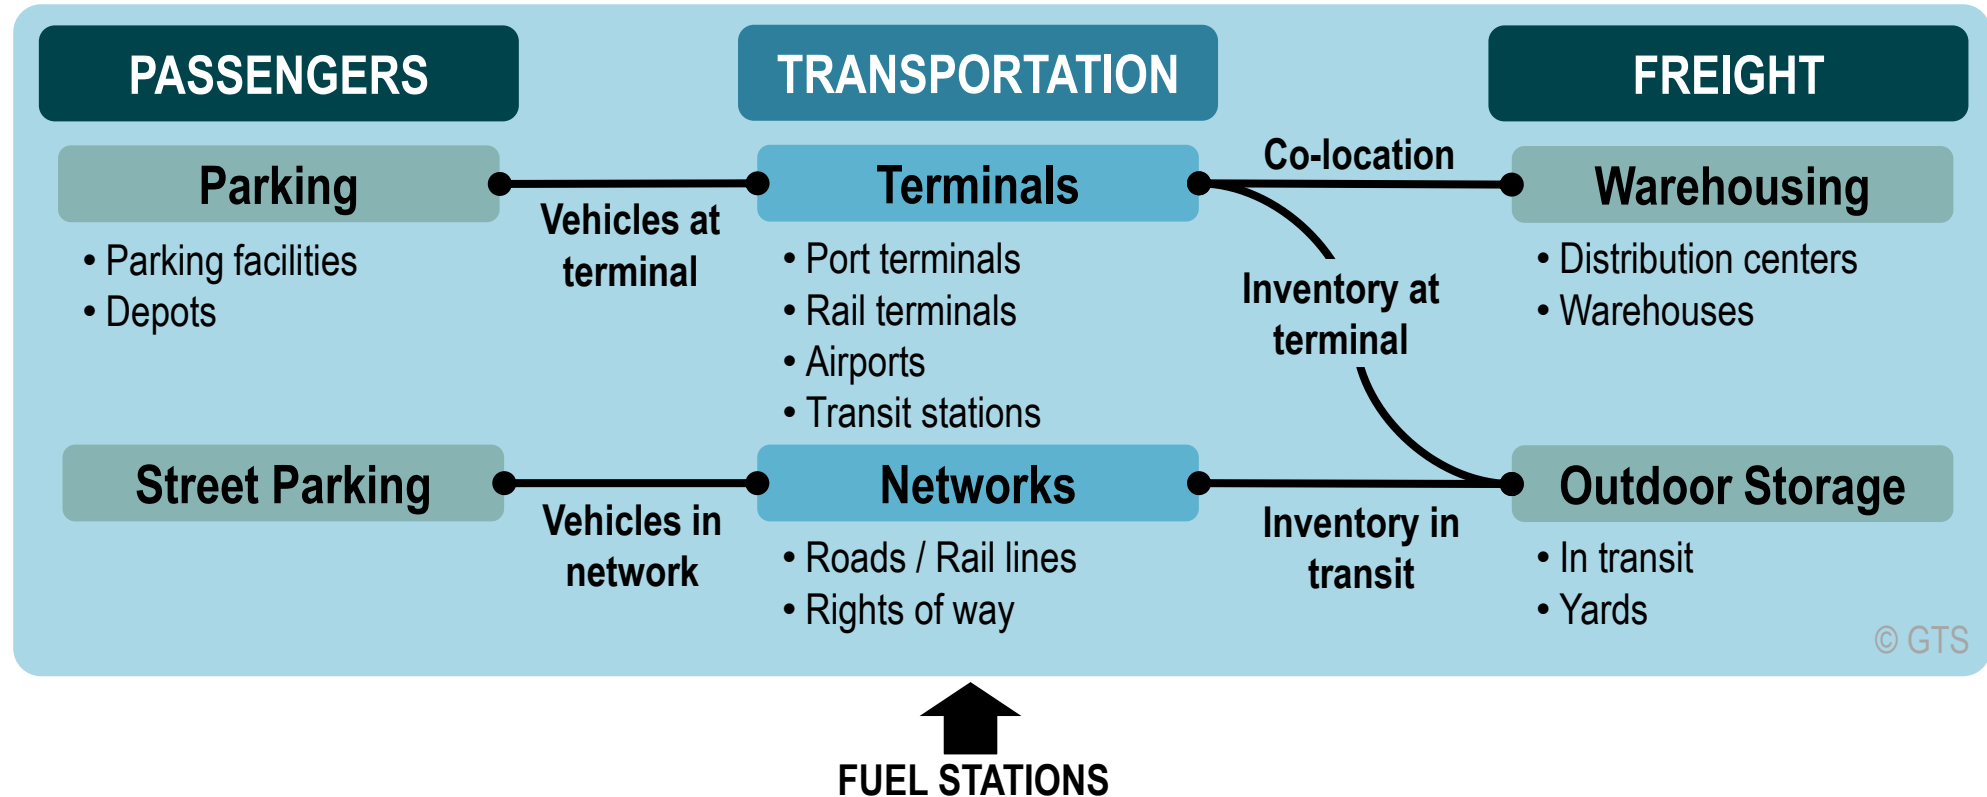 PASSENGERS
TRANSPORTATION
FREIGHT
Parking
• Parking facilities
• Depots
Vehicles at
terminal
Terminals
• Port terminals
• Rail terminals
• Airports
• Transit stations
Co-location
Inventory at
terminal
Warehousing
• Distribution centers
• Warehouses
Street Parking
Vehicles in
network
Networks
• Roads / Rail lines
• Rights of way
Inventory in
transit
Outdoor Storage
• In transit
• Yards
© GTS
FUEL STATIONS